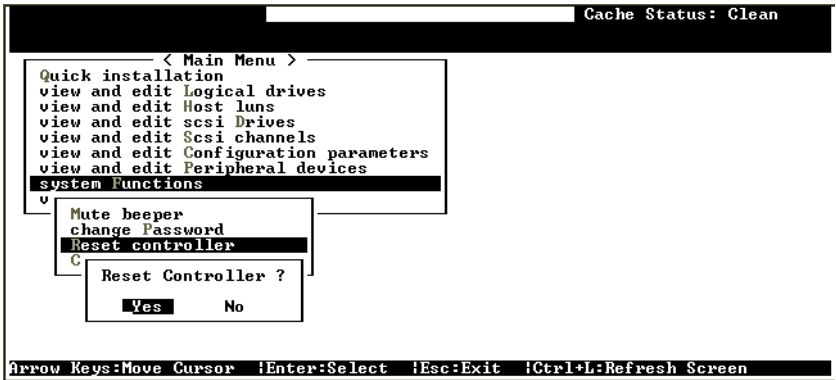 Cache Status: Clean
< Main Menu >
Quick installation
view and edit Logical drives
view and edit Host luns
view and edit scsi Drives
view and edit Scsi channels
view and edit Configuration parameters
view and edit Peripheral devices
system Functions
v
Mute beeper
change Password
Reset controller
C
Reset Controller ?
Yes No
Arrow Keys:Move Cursor |Enter:Select |Esc:Exit |Ctrl+L:Refresh Screen